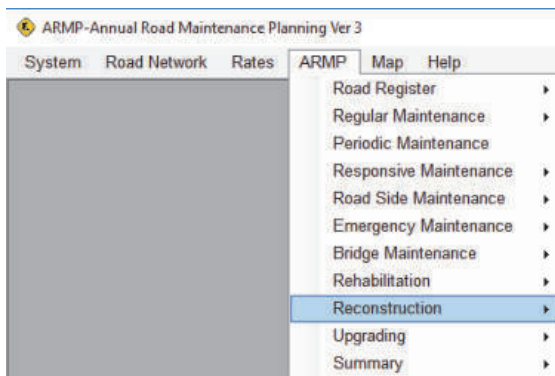 ARMP-Annual Road Maintenance Planning Ver 3
System Road Network Rates ARMP Map Help
Road Register
Regular Maintenance
Periodic Maintenance
Responsive Maintenance
Road Side Maintenance
Emergency Maintenance
Bridge Maintenance
Rehabilitation
Reconstruction
Upgrading
Summary